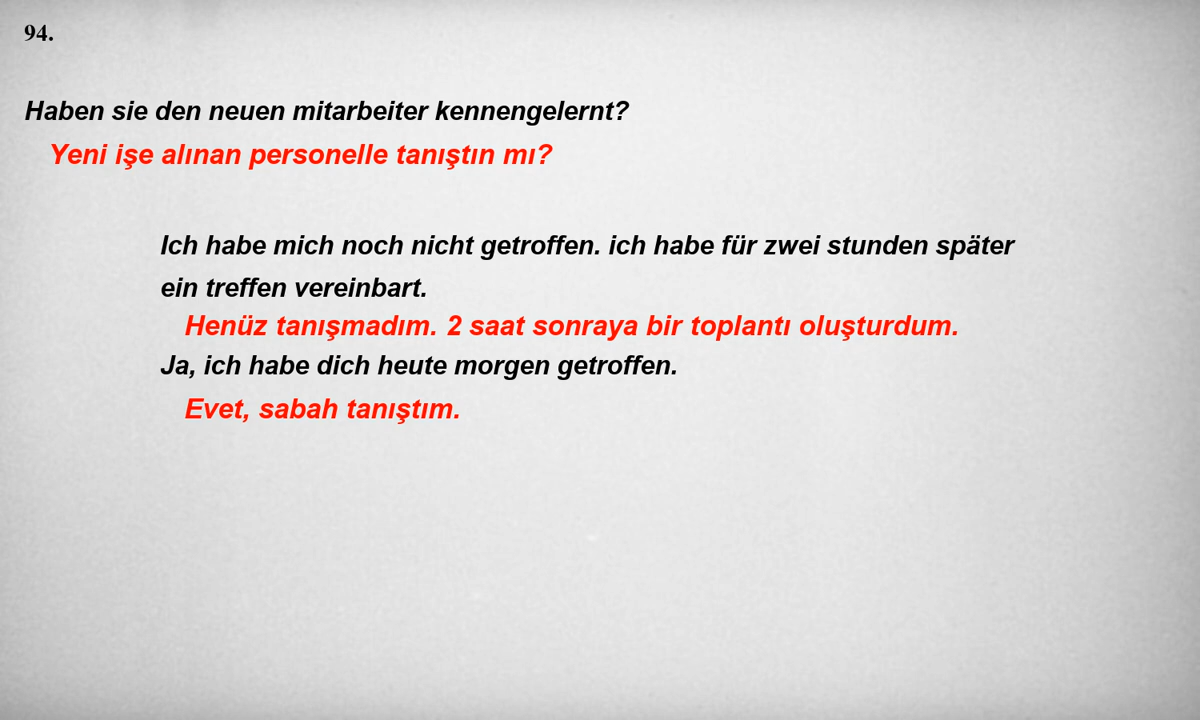 94.
Haben sie den neuen mitarbeiter kennengelernt?
Yeni işe alınan personelle tanıştın mı?
Ich habe mich noch nicht getroffen. ich habe für zwei stunden später
ein treffen vereinbart.
Henüz tanışmadım. 2 saat sonraya bir toplantı oluşturdum.
Ja, ich habe dich heute morgen getroffen.
Evet, sabah tanıştım.